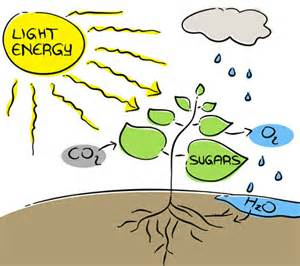 LIGHT
ENERGY
CO₂
O₂
SUGARS
H₂O